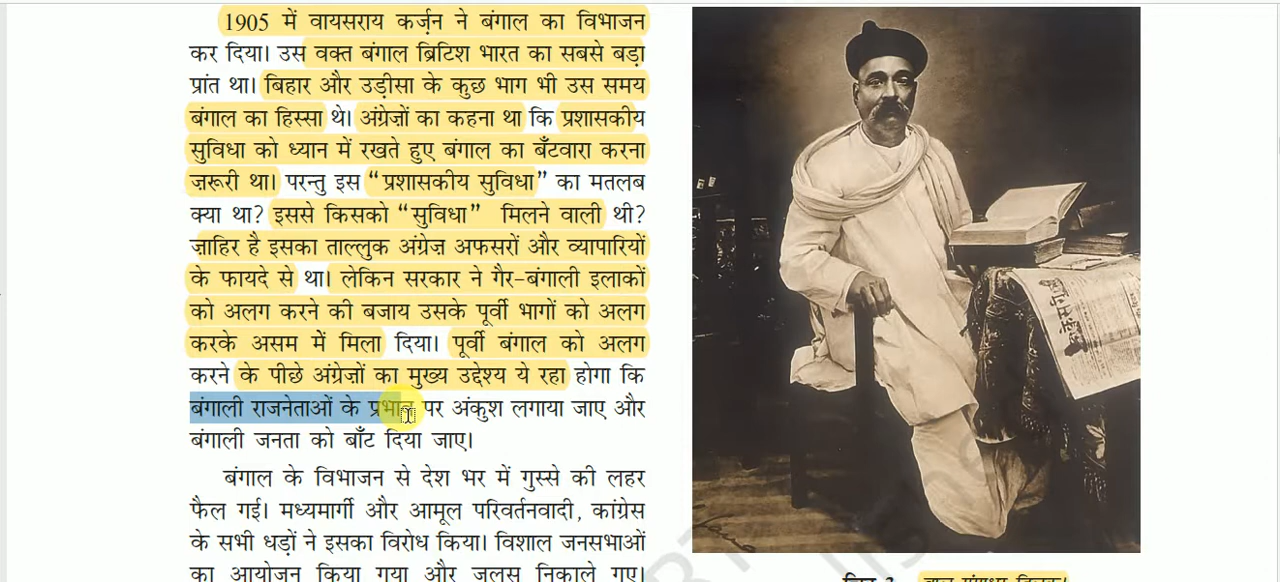 1905 में वायसराय कर्ज़न ने बंगाल का विभाजन
कर दिया। उस वक्त बंगाल ब्रिटिश भारत का सबसे बड़ा
प्रांत था। बिहार और उड़ीसा के कुछ भाग भी उस समय
बंगाल का हिस्सा थे। अंग्रेज़ों का कहना था कि प्रशासकीय
सुविधा को ध्यान में रखते हुए बंगाल का बँटवारा करना
ज़रूरी था। परन्तु इस “प्रशासकीय सुविधा” का मतलब
क्या था? इससे किसको “सुविधा” मिलने वाली थी?
ज़ाहिर है इसका ताल्लुक अंग्रेज़ अफसरों और व्यापारियों
के फायदे से था। लेकिन सरकार ने गैर-बंगाली इलाकों
को अलग करने की बजाय उसके पूर्वी भागों को अलग
करके असम में मिला दिया। पूर्वी बंगाल को अलग
करने के पीछे अंग्रेज़ों का मुख्य उद्देश्य ये रहा होगा कि
बंगाली राजनेताओं के प्रभाव पर अंकुश लगाया जाए और
बंगाली जनता को बाँट दिया जाए।
बंगाल के विभाजन से देश भर में गुस्से की लहर
फैल गई। मध्यमार्गी और आमूल परिवर्तनवादी, कांग्रेस
के सभी धड़ों ने इसका विरोध किया। विशाल जनसभाओं
का आयोजन किया गया और जुलूस निकाले गए।